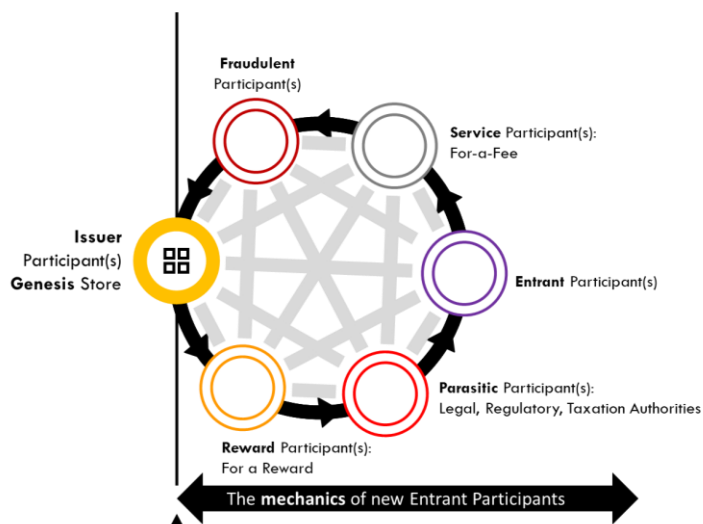 Fraudulent
Participant(s)
Service Participant(s):
For-a-Fee
Issuer
Participant(s)
Genesis Store
Entrant Participant(s)
Parasitic Participant(s):
Legal, Regulatory, Taxation Authorities
Reward Participant(s):
For a Reward
The mechanics of new Entrant Participants